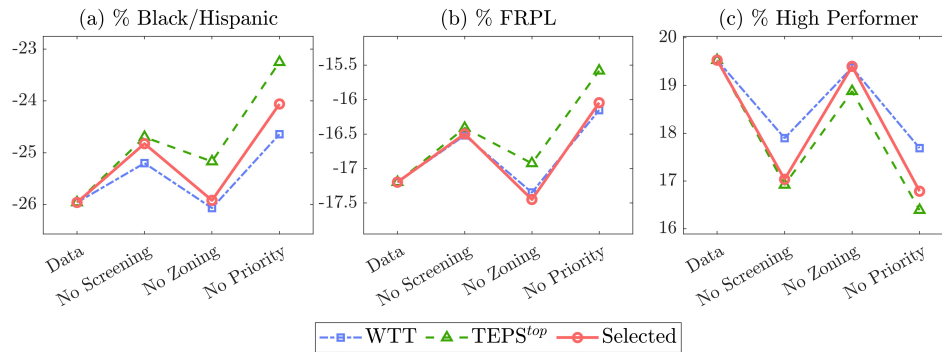 (a) % Black/Hispanic
-23
-24
-25
-26
Data
No Screening
No Zoning
No Priority
(b) % FRPL
-15.5
-16
-16.5
-17
-17.5
Data
No Screening
No Zoning
No Priority
(c) % High Performer
20
19
18
17
16
Data
No Screening
No Zoning
No Priority
WTT TEPS^top Selected